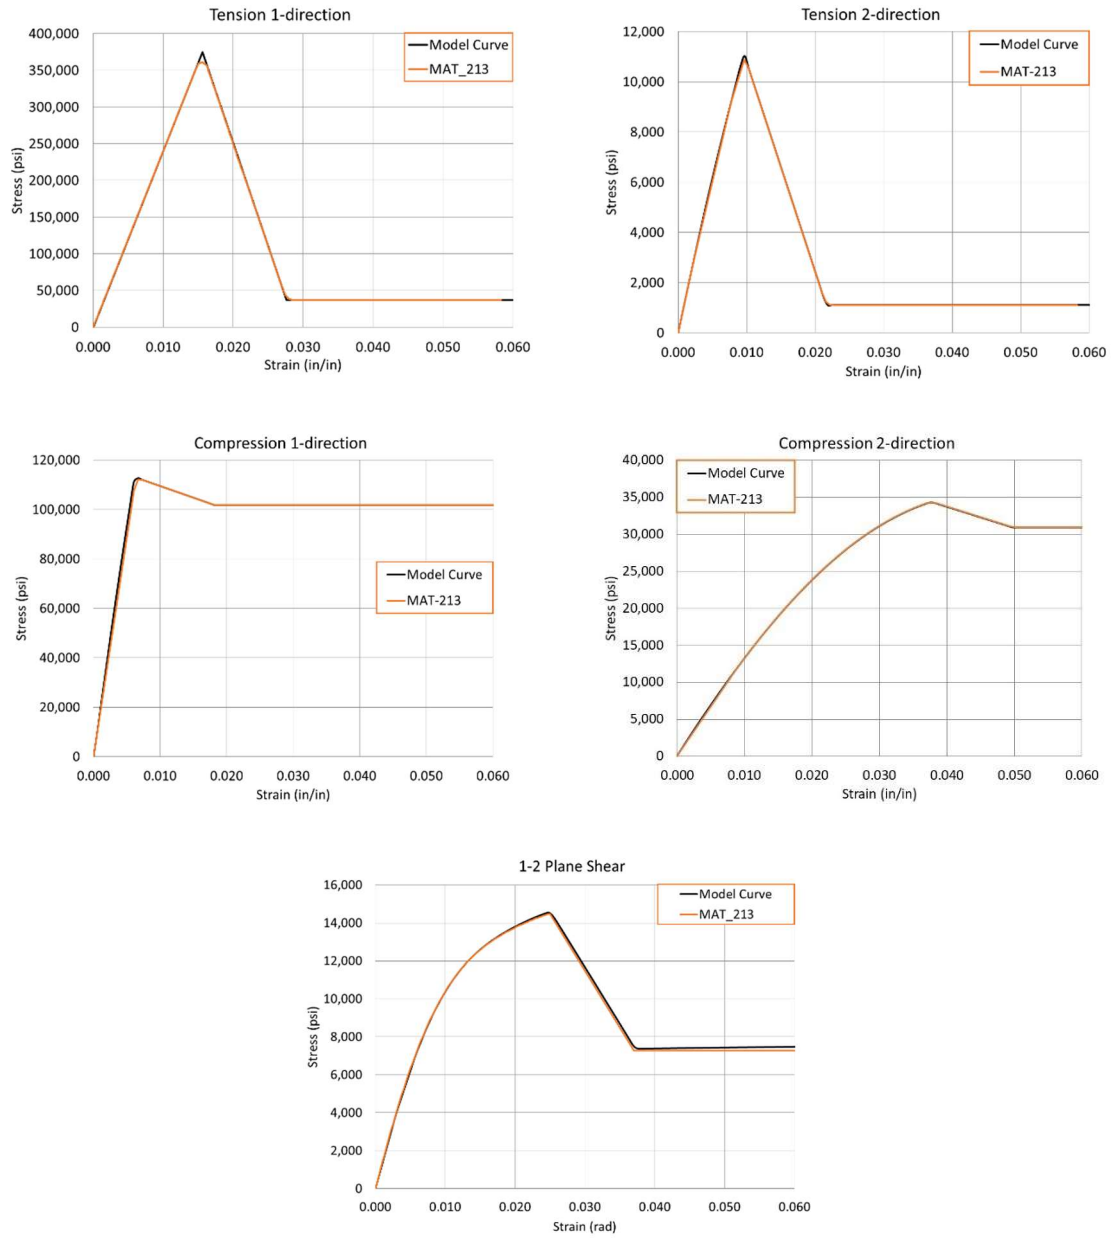 Tension 1-direction
400,000
350,000
300,000
250,000
200,000
150,000
100,000
50,000
0
Stress (psi)
0.000 0.010 0.020 0.030 0.040 0.050 0.060
Strain (in/in)
Model Curve
MAT_213
Tension 2-direction
12,000
10,000
8,000
6,000
4,000
2,000
0
Stress (psi)
0.000 0.010 0.020 0.030 0.040 0.050 0.060
Strain (in/in)
Model Curve
MAT-213
Compression 1-direction
120,000
100,000
80,000
60,000
40,000
20,000
0
Stress (psi)
0.000 0.010 0.020 0.030 0.040 0.050 0.060
Strain (in/in)
Model Curve
MAT-213
Compression 2-direction
40,000
35,000
30,000
25,000
20,000
15,000
10,000
5,000
0
Stress (psi)
0.000 0.010 0.020 0.030 0.040 0.050 0.060
Strain (in/in)
Model Curve
MAT-213
1-2 Plane Shear
16,000
14,000
12,000
10,000
8,000
6,000
4,000
2,000
0
Stress (psi)
0.000 0.010 0.020 0.030 0.040 0.050 0.060
Strain (rad)
Model Curve
MAT_213